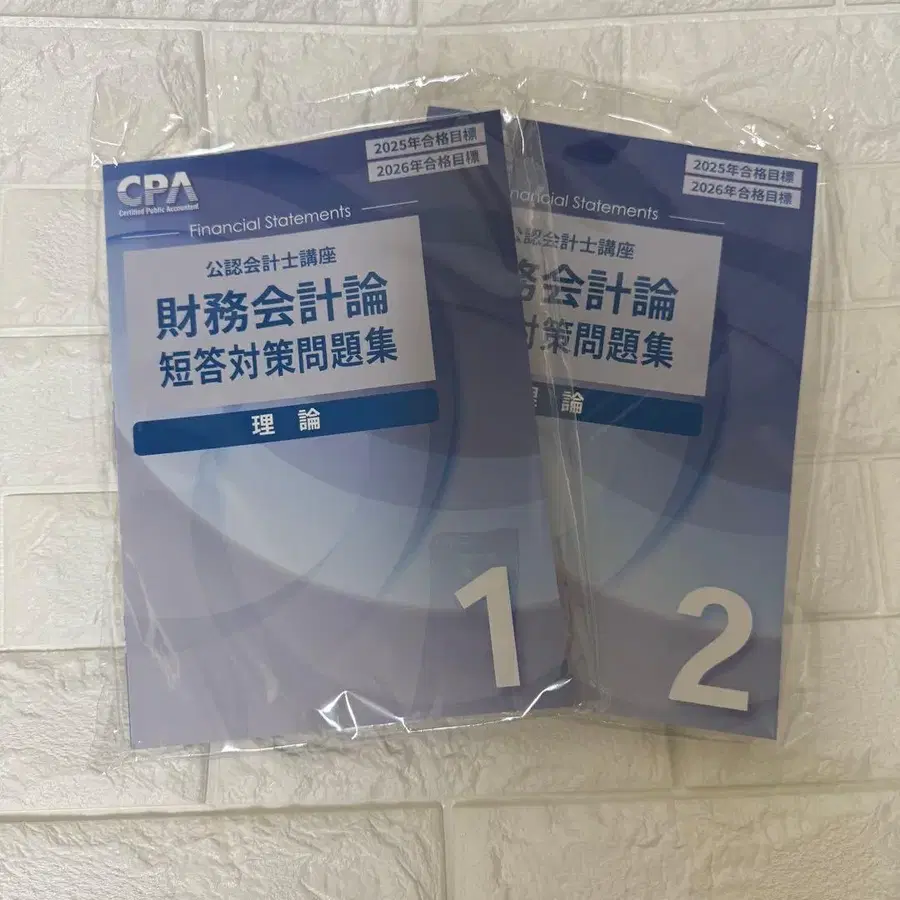 2025年合格目標
2026年合格目標
CPA
Certified Public Accountant
Financial Statements
公認会計士講座
財務会計論
短答対策問題集
理論
1
2025年合格目標
2026年合格目標
Financial Statements
公認会計士講座
務会計論
対策問題集
理論
2